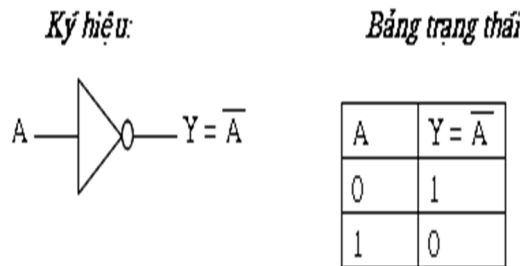 Ký hiệu:
Bảng trạng thái
A
Y = A̅
A Y = A̅
0 1
1 0